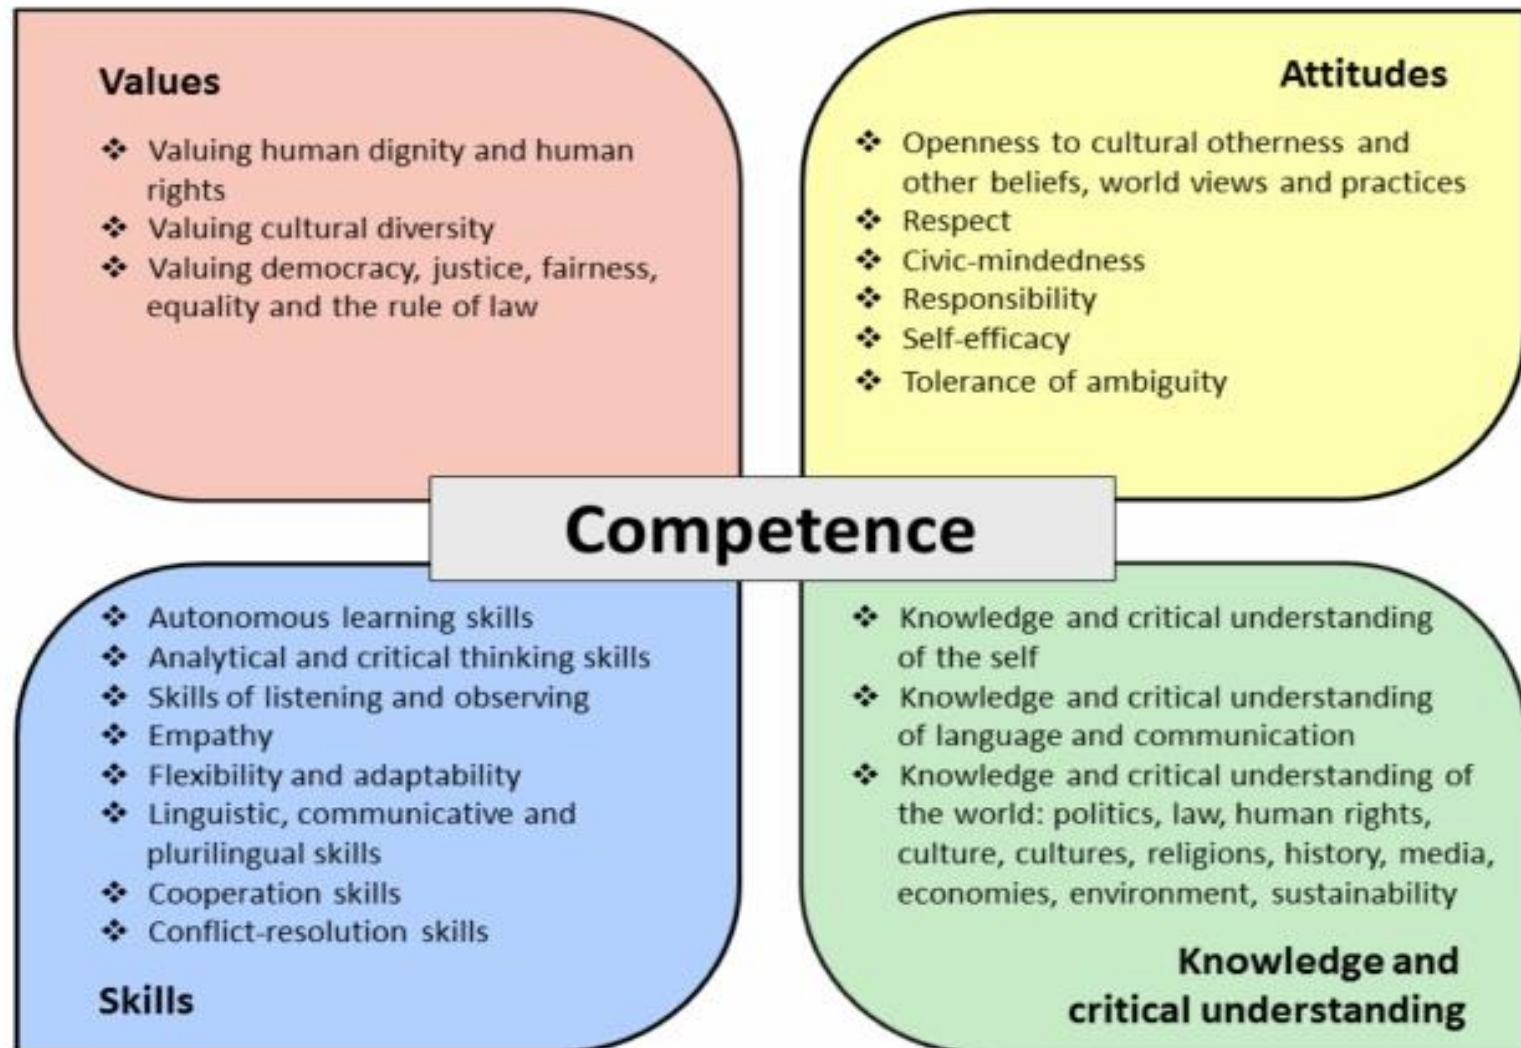 Values
❖ Valuing human dignity and human
rights
❖ Valuing cultural diversity
❖ Valuing democracy, justice, fairness,
equality and the rule of law
Attitudes
❖ Openness to cultural otherness and
other beliefs, world views and practices
❖ Respect
❖ Civic-mindedness
❖ Responsibility
❖ Self-efficacy
❖ Tolerance of ambiguity
Competence
❖ Autonomous learning skills
❖ Analytical and critical thinking skills
❖ Skills of listening and observing
❖ Empathy
❖ Flexibility and adaptability
❖ Linguistic, communicative and
plurilingual skills
❖ Cooperation skills
❖ Conflict-resolution skills
Skills
❖ Knowledge and critical understanding
of the self
❖ Knowledge and critical understanding
of language and communication
❖ Knowledge and critical understanding of
the world: politics, law, human rights,
culture, cultures, religions, history, media,
economies, environment, sustainability
Knowledge and
critical understanding